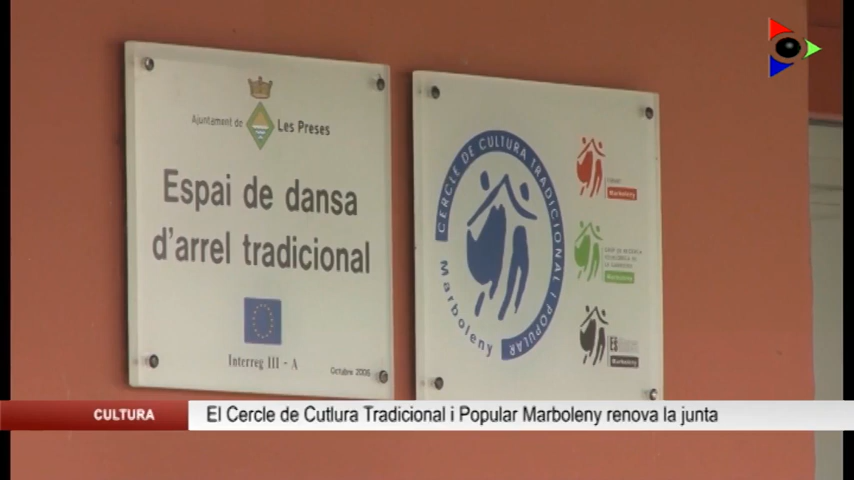 Ajuntament de Les Preses
Espai de dansa
d'arrel tradicional
Interreg III - A
Octubre 2006
CERCLE DE CULTURA TRADICIONAL I POPULAR
Marboleny
Marboleny
Marboleny
Marboleny
CULTURA
El Cercle de Cutlura Tradicional i Popular Marboleny renova la junta